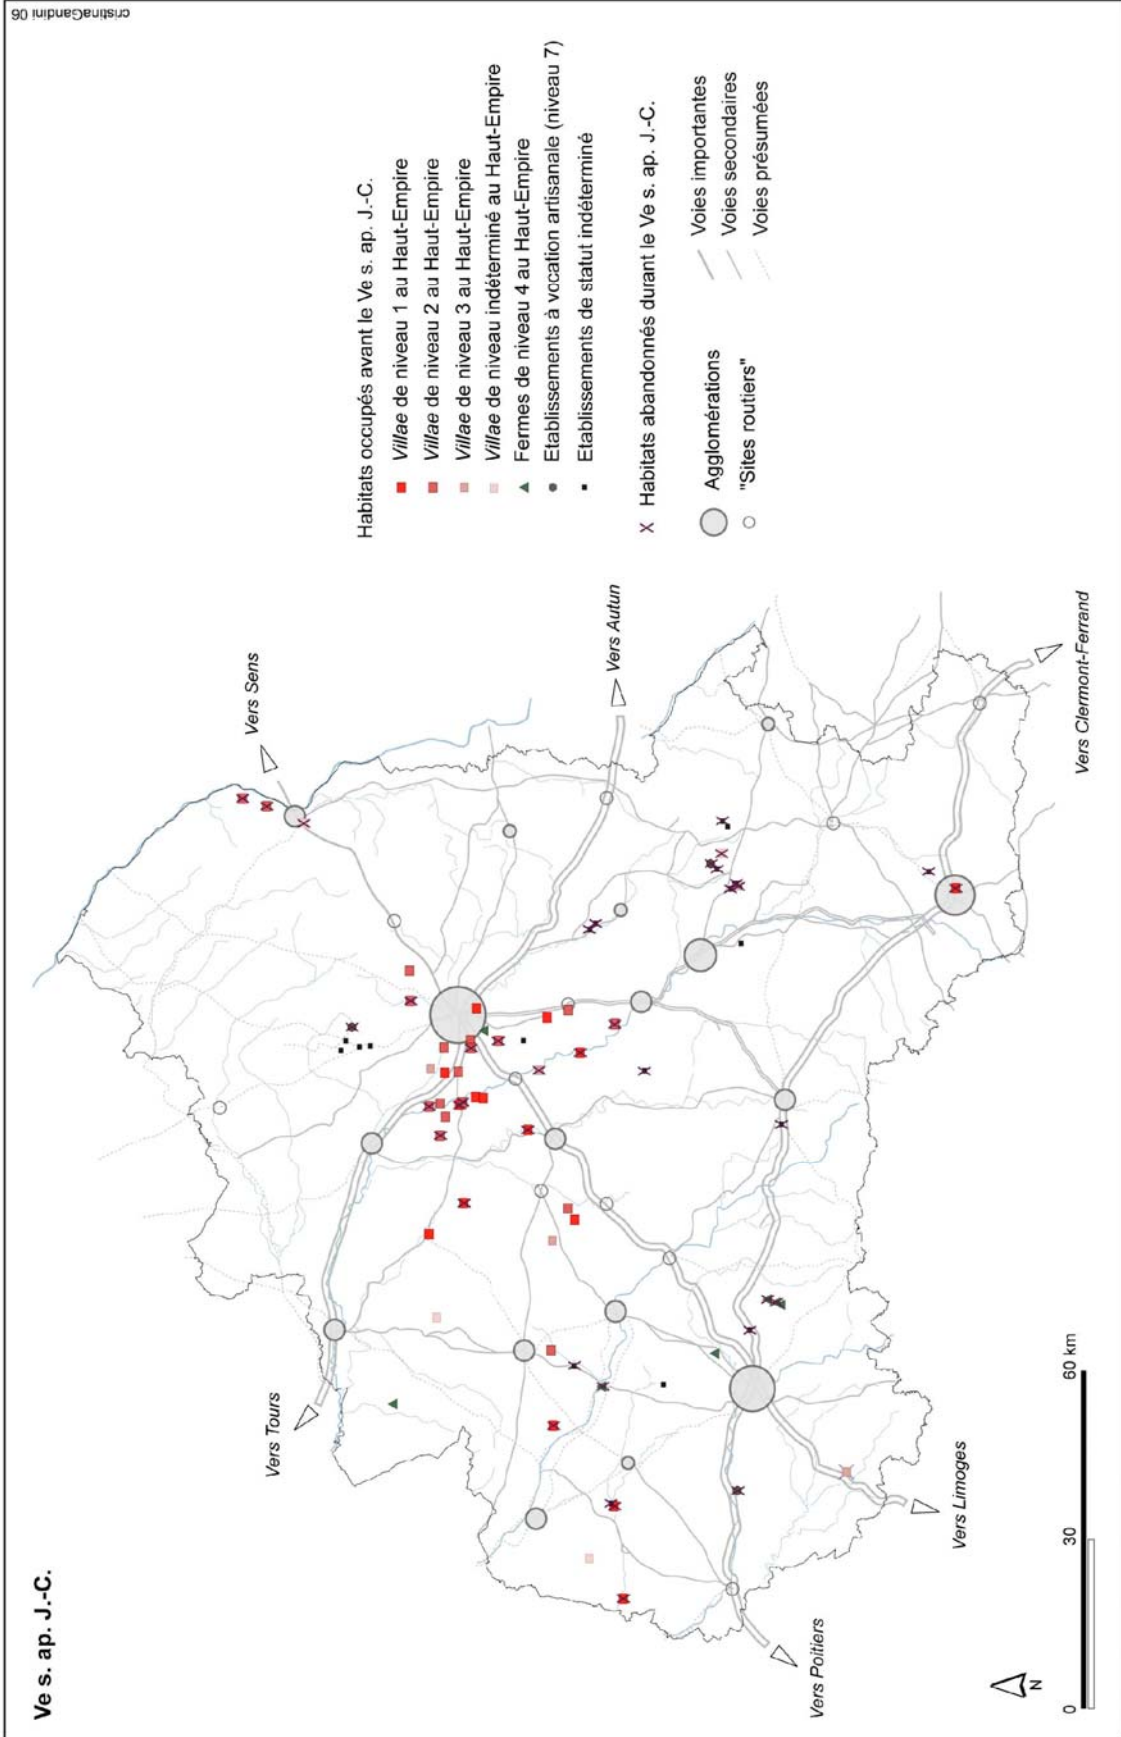 Ve s. ap. J.-C.
cristinaGandini 06
Vers Sens
Vers Tours
Vers Autun
Vers Clermont-Ferrand
Vers Limoges
Vers Poitiers
N
0 30 60 km
Habitats occupés avant le Ve s. ap. J.-C.
Villae de niveau 1 au Haut-Empire
Villae de niveau 2 au Haut-Empire
Villae de niveau 3 au Haut-Empire
Villae de niveau indéterminé au Haut-Empire
Fermes de niveau 4 au Haut-Empire
Etablissements à vocation artisanale (niveau 7)
Etablissements de statut indéterminé
Habitats abandonnés durant le Ve s. ap. J.-C.
Agglomérations
"Sites routiers"
Voies importantes
Voies secondaires
Voies présumées